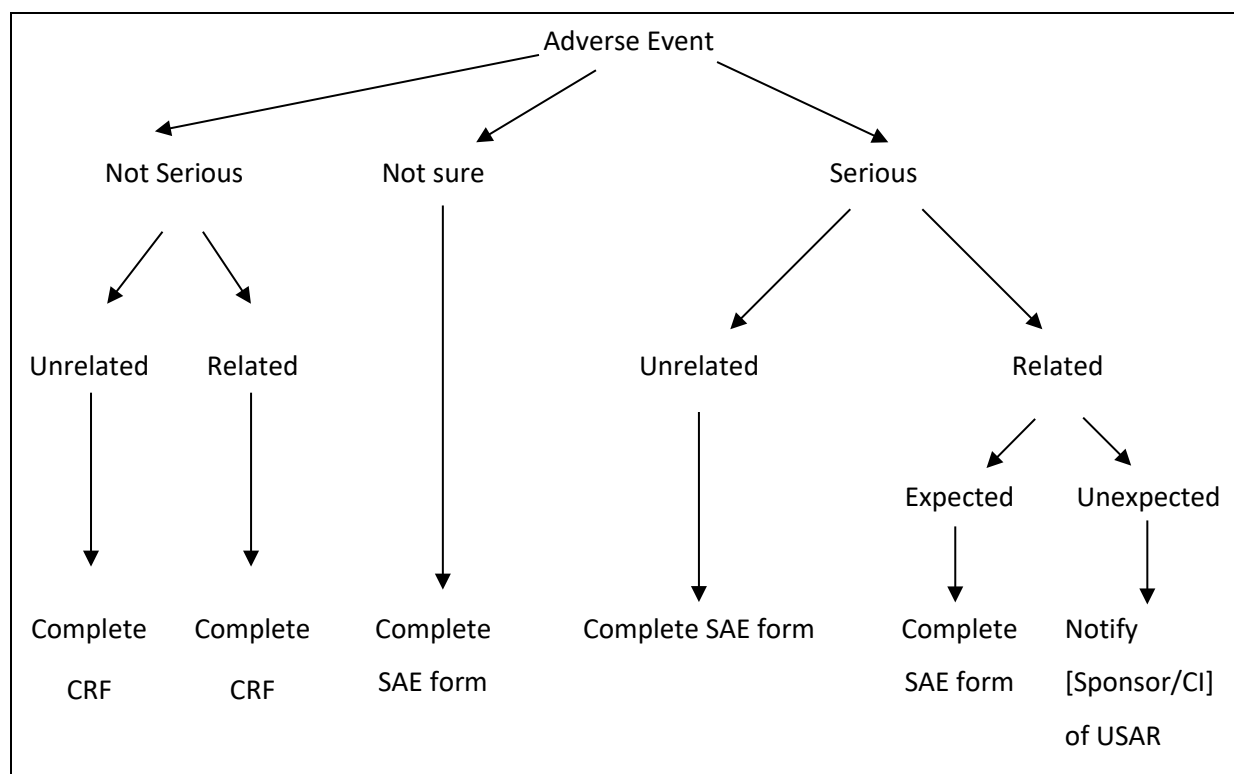 Adverse Event
Not Serious
Not sure
Serious
Unrelated
Related
Unrelated
Related
Expected
Unexpected
Complete
CRF
Complete
CRF
Complete
SAE form
Complete SAE form
Complete
SAE form
Notify
[Sponsor/CI]
of USAR